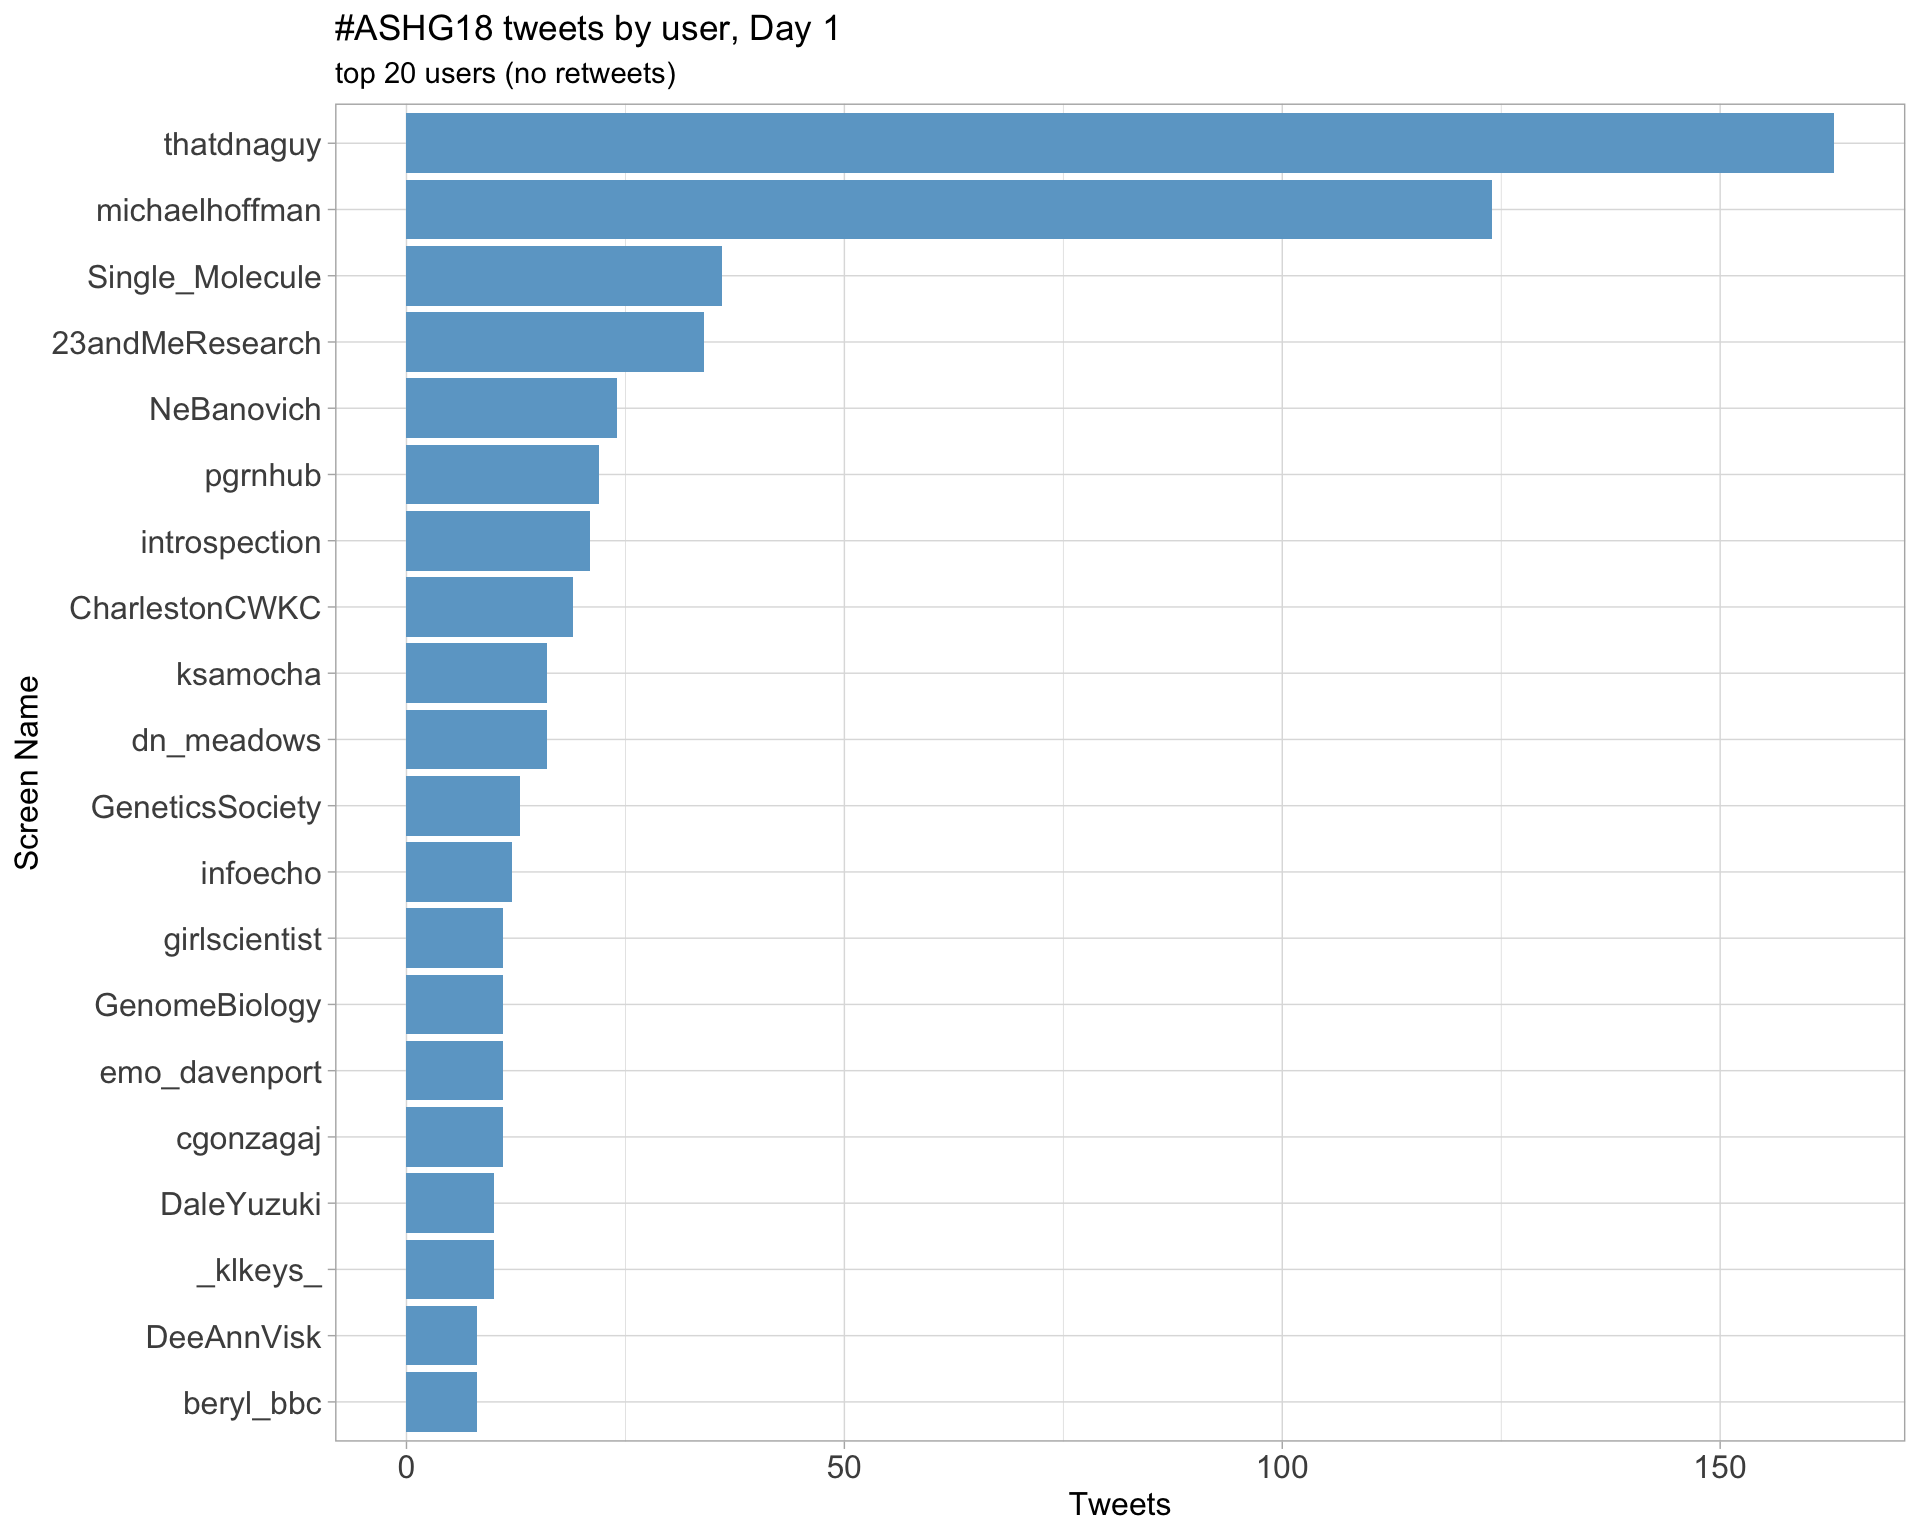 #ASHG18 tweets by user, Day 1
top 20 users (no retweets)
thatdnaguy
michaelhoffman
Single_Molecule
23andMeResearch
NeBanovich
pgrnhub
introspection
CharlestonCWKC
ksamocha
dn_meadows
GeneticsSociety
infoecho
girlscientist
GenomeBiology
emo_davenport
cgonzagaj
DaleYuzuki
_klkeys_
DeeAnnVisk
beryl_bbc
Screen Name
0 50 100 150
Tweets